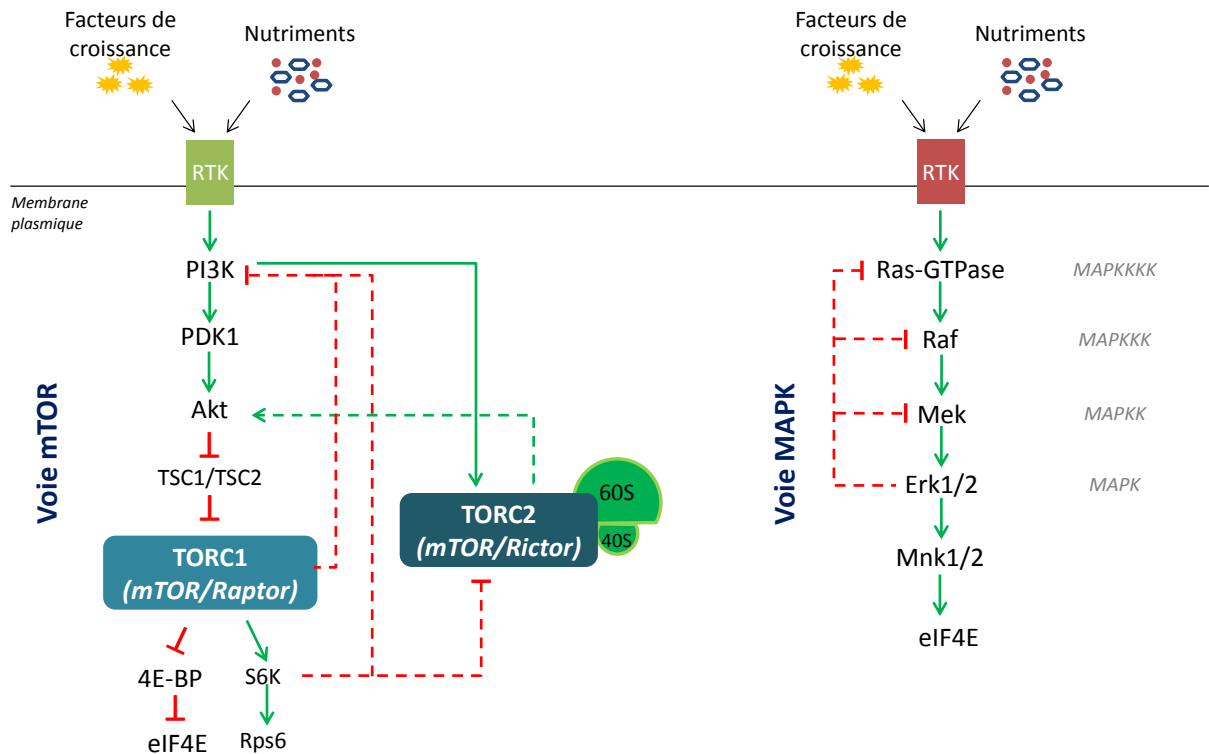 Facteurs de
croissance
Nutriments
RTK
Membrane
plasmique
PI3K
PDK1
Akt
TSC1/TSC2
TORC1
(mTOR/Raptor)
4E-BP
eIF4E
S6K
Rps6
TORC2
(mTOR/Rictor)
60S
40S
Voie mTOR
Facteurs de
croissance
Nutriments
RTK
Ras-GTPase
MAPKKKK
Raf
MAPKKK
Mek
MAPKK
Erk1/2
MAPK
Mnk1/2
eIF4E
Voie MAPK